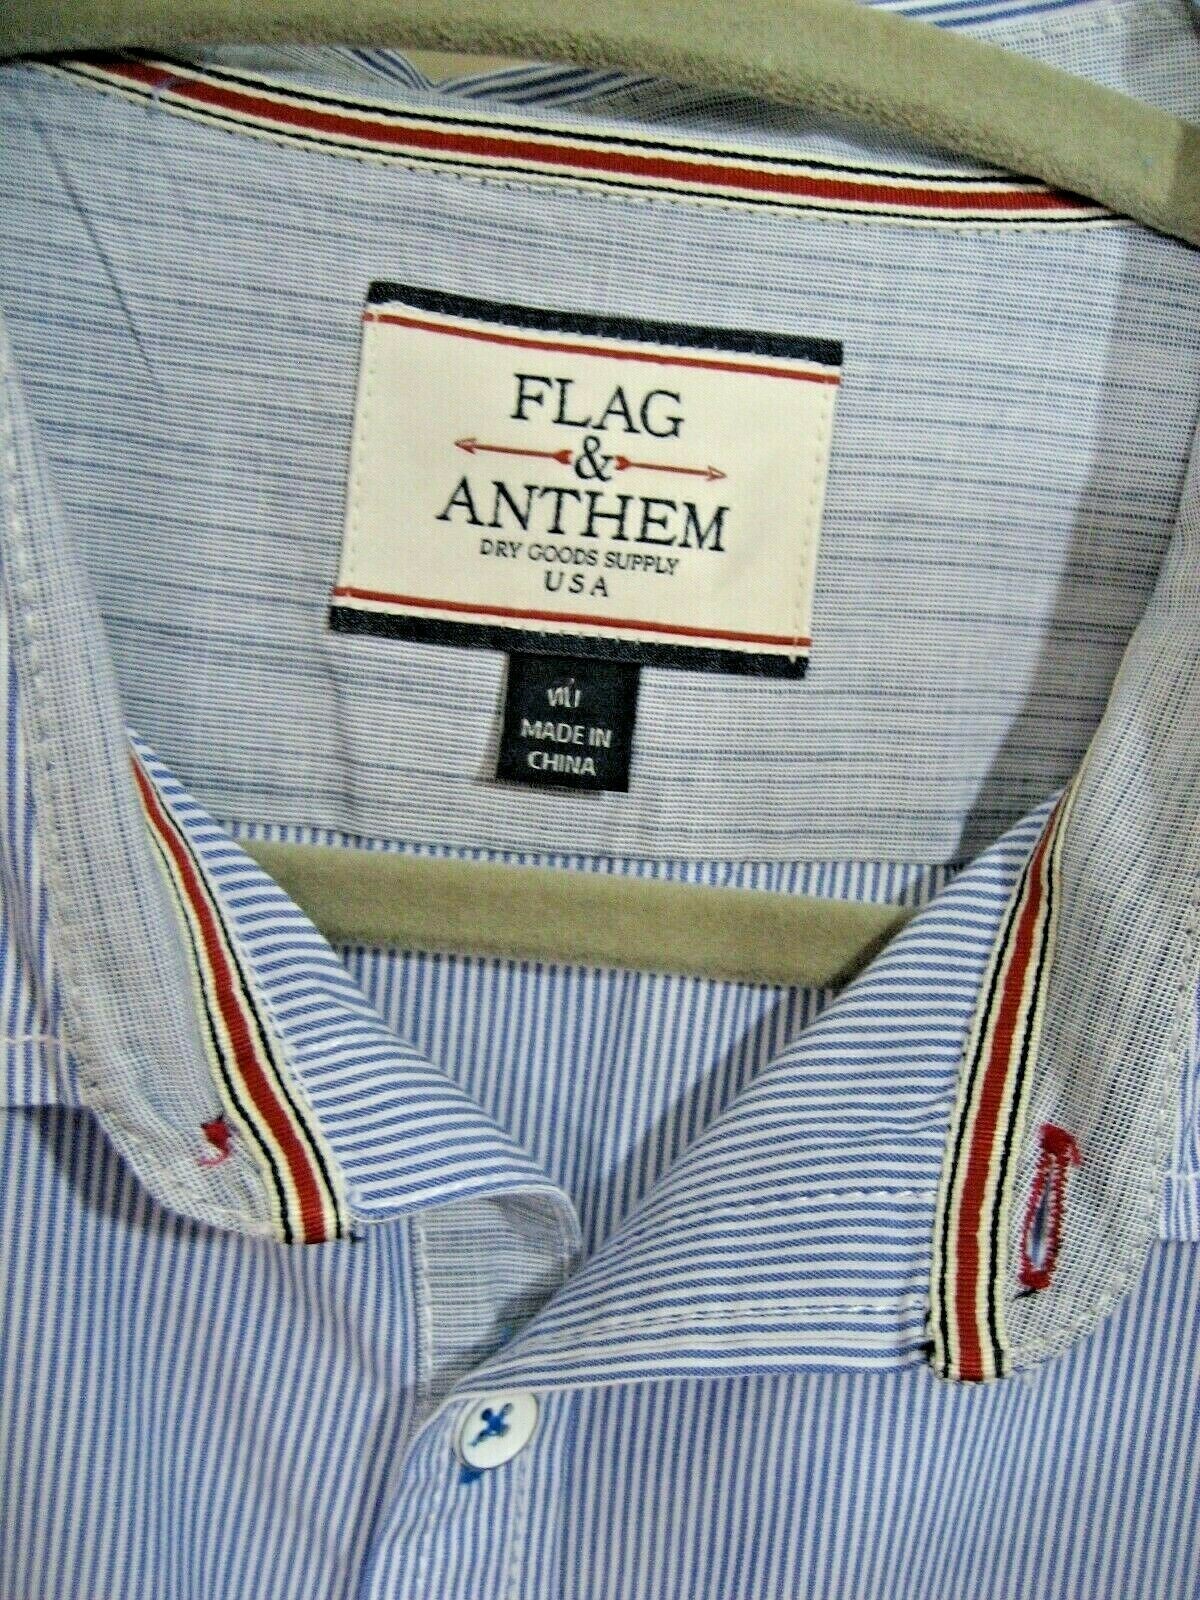 FLAG
&
ANTHEM
DRY GOODS SUPPLY
USA
MADE IN
CHINA